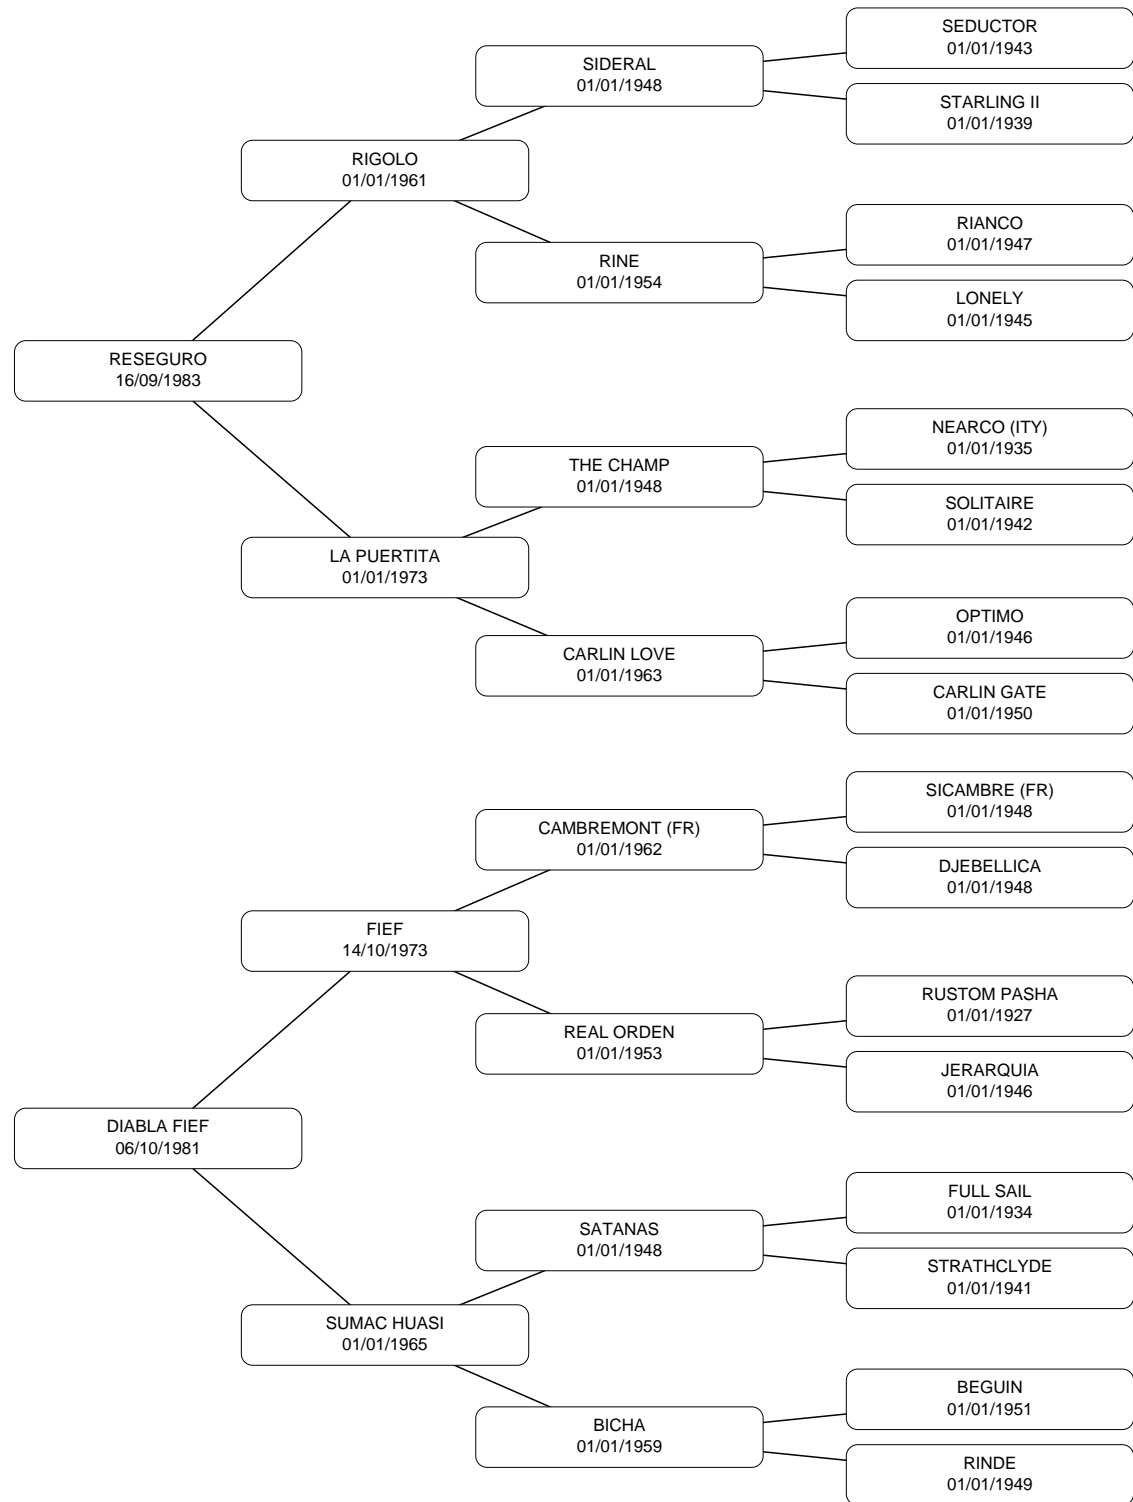 SEDUCTOR
01/01/1943
SIDERAL
01/01/1948
STARLING II
01/01/1939
RIGOLO
01/01/1961
RIANCO
01/01/1947
RINE
01/01/1954
LONELY
01/01/1945
RESEGURO
16/09/1983
NEARCO (ITY)
01/01/1935
THE CHAMP
01/01/1948
SOLITAIRE
01/01/1942
LA PUERTITA
01/01/1973
OPTIMO
01/01/1946
CARLIN LOVE
01/01/1963
CARLIN GATE
01/01/1950
SICAMBRE (FR)
01/01/1948
CAMBREMONT (FR)
01/01/1962
DJEBELLICA
01/01/1948
FIEF
14/10/1973
RUSTOM PASHA
01/01/1927
REAL ORDEN
01/01/1953
JERARQUIA
01/01/1946
DIABLA FIEF
06/10/1981
FULL SAIL
01/01/1934
SATANAS
01/01/1948
STRATHCLYDE
01/01/1941
SUMAC HUASI
01/01/1965
BEGUIN
01/01/1951
BICHA
01/01/1959
RINDE
01/01/1949